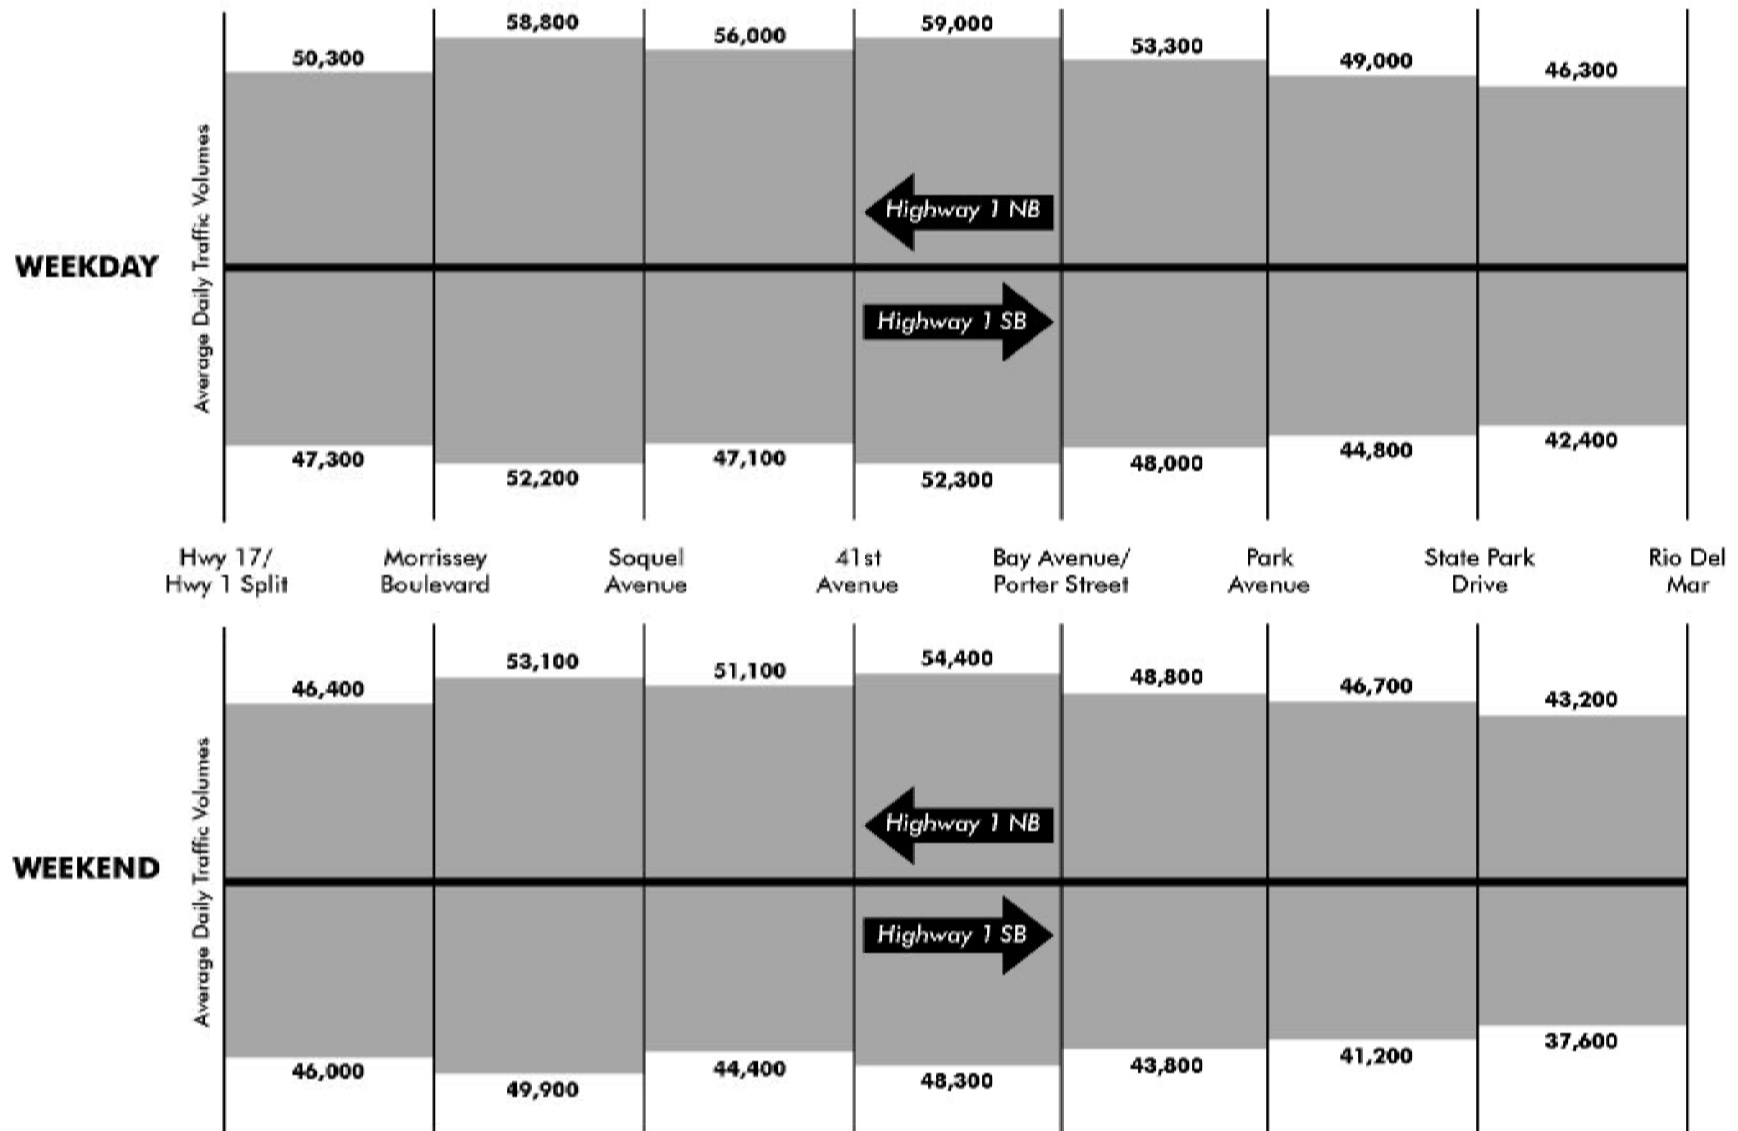 58,800
59,000
56,000
53,300
50,300
49,000
46,300
Average Daily Traffic Volumes
Highway 1 NB
WEEKDAY
Highway 1 SB
47,300
52,200
47,100
52,300
48,000
44,800
42,400
Hwy 17/
Hwy 1 Split
Morrissey
Boulevard
Soquel
Avenue
41st
Avenue
Bay Avenue/
Porter Street
Park
Avenue
State Park
Drive
Rio Del
Mar
46,400
53,100
51,100
54,400
48,800
46,700
43,200
Average Daily Traffic Volumes
Highway 1 NB
WEEKEND
Highway 1 SB
46,000
49,900
44,400
48,300
43,800
41,200
37,600